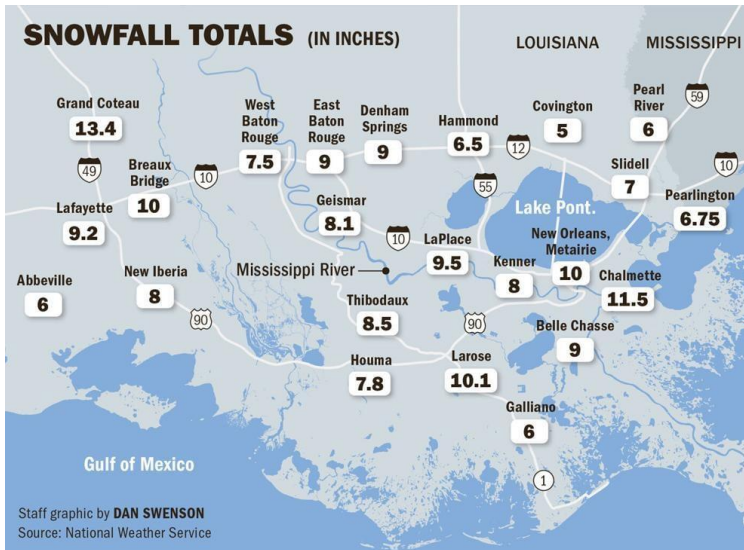 SNOWFALL TOTALS (IN INCHES)
LOUISIANA
MISSISSIPPI
Grand Coteau
13.4
West
Baton
Rouge
7.5
East
Baton
Rouge
9
Denham
Springs
9
Hammond
6.5
Covington
5
Pearl
River
6
59
49
Breaux
Bridge
10
10
12
55
Slidell
7
10
Pearlington
6.75
Lafayette
9.2
Geismar
8.1
10
Lake Pont.
LaPlace
9.5
Kenner
8
New Orleans,
Metairie
10
Chalmette
11.5
Abbeville
6
New Iberia
8
Mississippi River
90
Thibodaux
8.5
90
Belle Chasse
9
Houma
7.8
Larose
10.1
Galliano
6
1
Gulf of Mexico
Staff graphic by DAN SWENSON
Source: National Weather Service